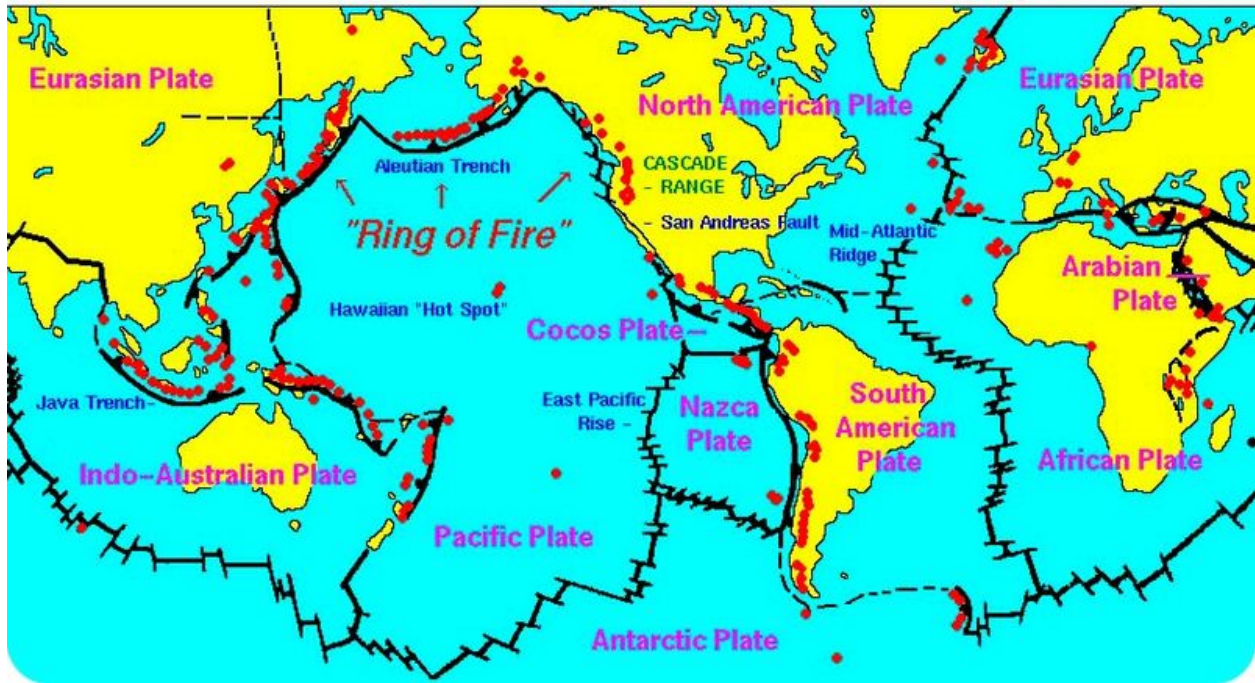 Eurasian Plate
North American Plate
Eurasian Plate
Aleutian Trench
CASCADE
- RANGE
"Ring of Fire"
- San Andreas Fault
Mid-Atlantic
Ridge
Arabian
Plate
Hawaiian "Hot Spot"
Cocos Plate
Java Trench
East Pacific
Rise -
Nazca
Plate
South
American
Plate
Indo-Australian Plate
African Plate
Pacific Plate
Antarctic Plate